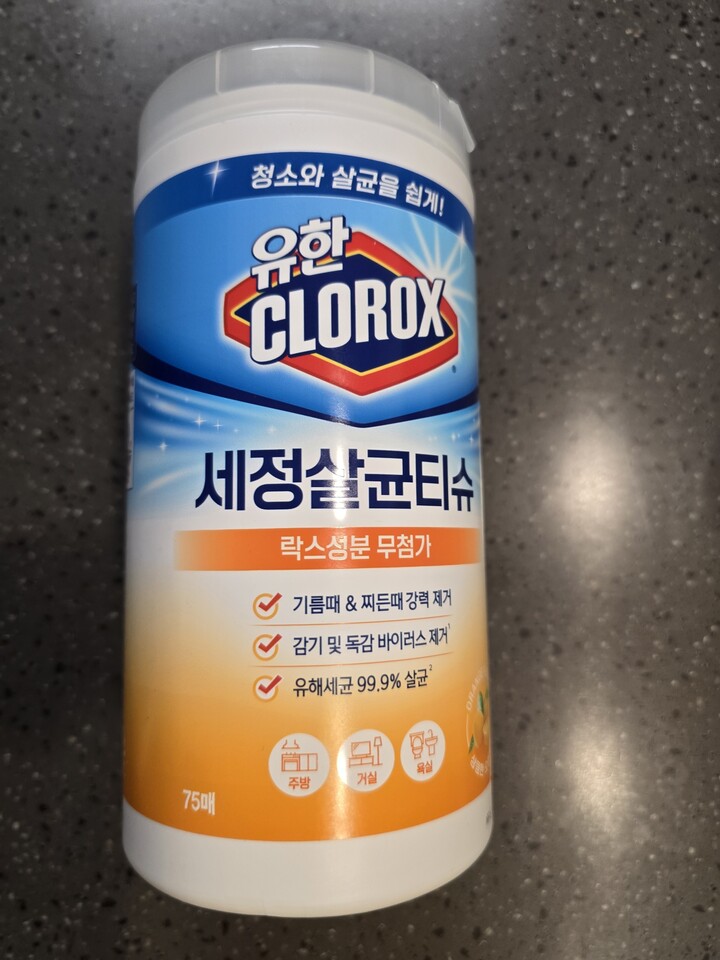 청소와 살균을 쉽게!
유한
CLOROX
세정살균티슈
락스성분 무첨가
기름때 & 찌든때 강력 제거
감기 및 독감 바이러스 제거¹
유해세균 99.9% 살균²
주방
거실
욕실
75매